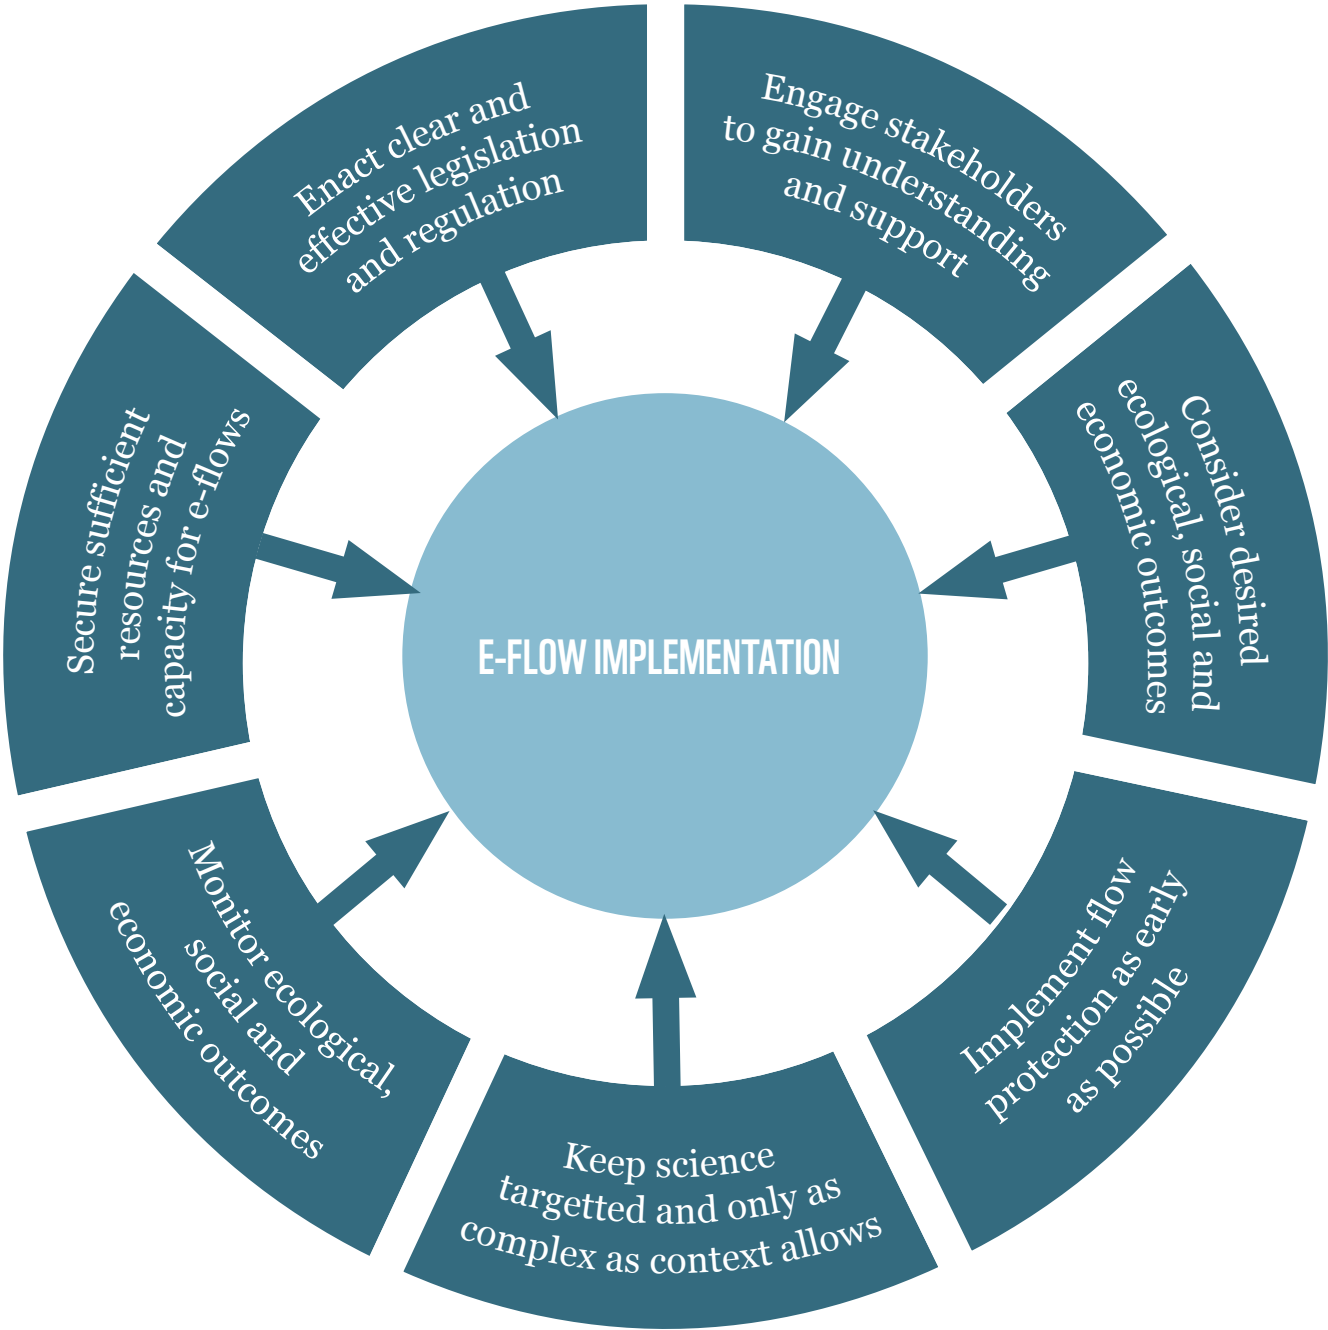 Enact clear and
effective legislation
and regulation
Engage stakeholders
to gain understanding
and support
Consider desired
ecological, social and
economic outcomes
Implement flow
protection as early
as possible
Keep science
targetted and only as
complex as context allows
Monitor ecological,
social and
economic outcomes
Secure sufficient
resources and
capacity for e-flows
E-FLOW IMPLEMENTATION